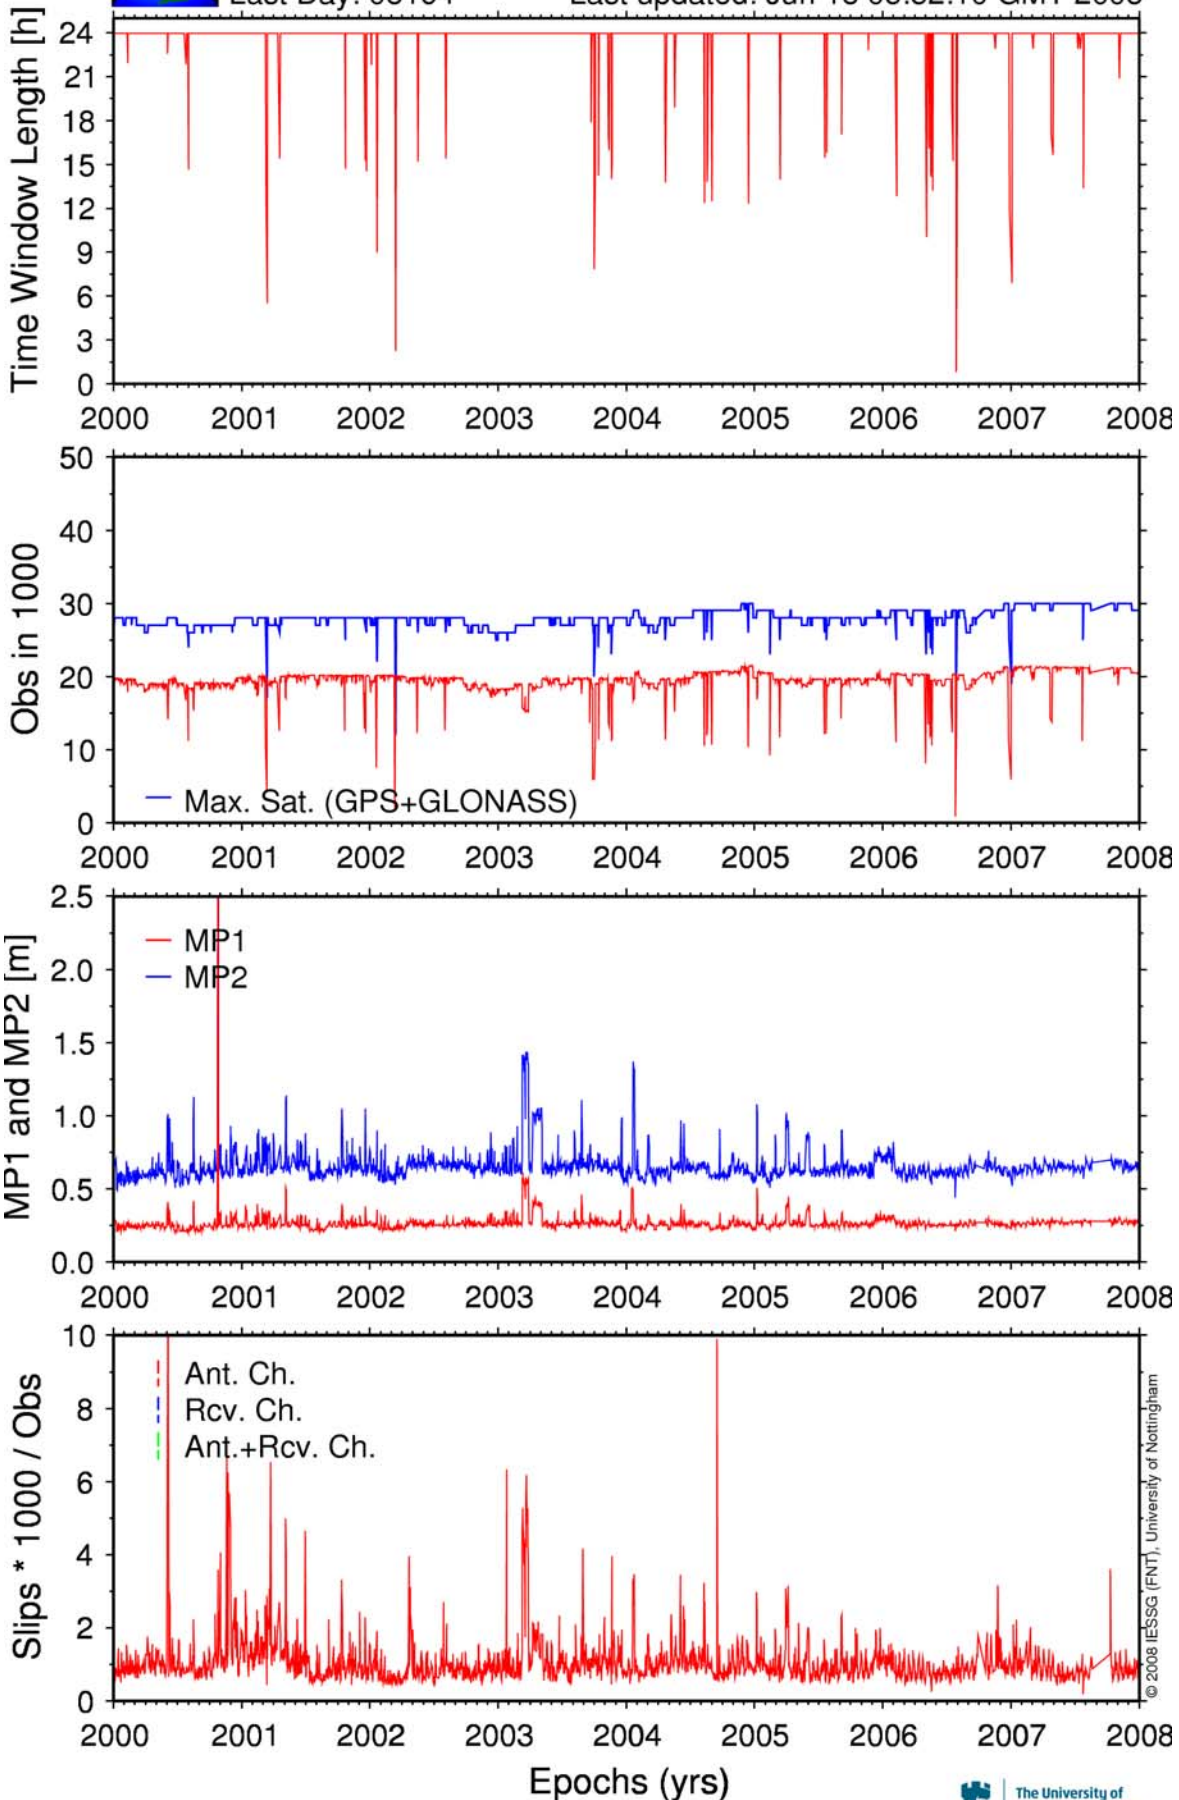 Time Window Length [h]
24
21
18
15
12
9
6
3
0
2000 2001 2002 2003 2004 2005 2006 2007 2008
Obs in 1000
50
40
30
20
10
0
Max. Sat. (GPS+GLONASS)
2000 2001 2002 2003 2004 2005 2006 2007 2008
MP1 and MP2 [m]
2.5
2.0
1.5
1.0
0.5
0.0
MP1
MP2
2000 2001 2002 2003 2004 2005 2006 2007 2008
Slips * 1000 / Obs
10
8
6
4
2
0
Ant. Ch.
Rcv. Ch.
Ant.+Rcv. Ch.
2000 2001 2002 2003 2004 2005 2006 2007 2008
Epochs (yrs)
© 2008 IESSG (FNT), University of Nottingham
The University of